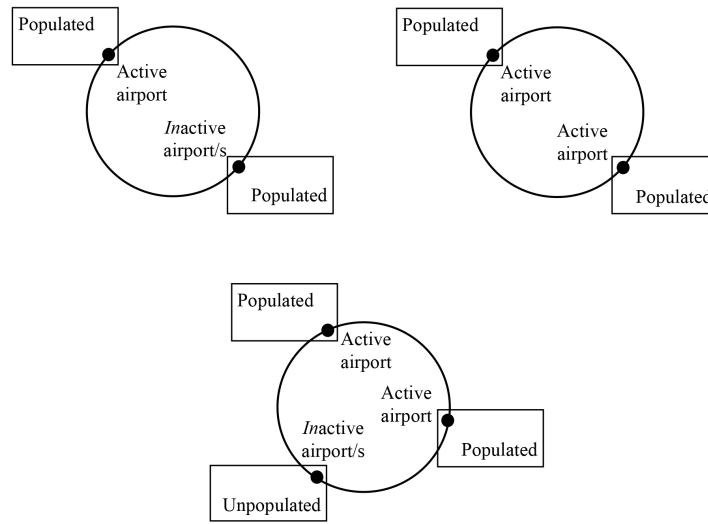 Populated
Active
airport
Inactive
airport/s
Populated
Populated
Active
airport
Active
airport
Populated
Populated
Active
airport
Active
airport
Inactive
airport/s
Populated
Unpopulated